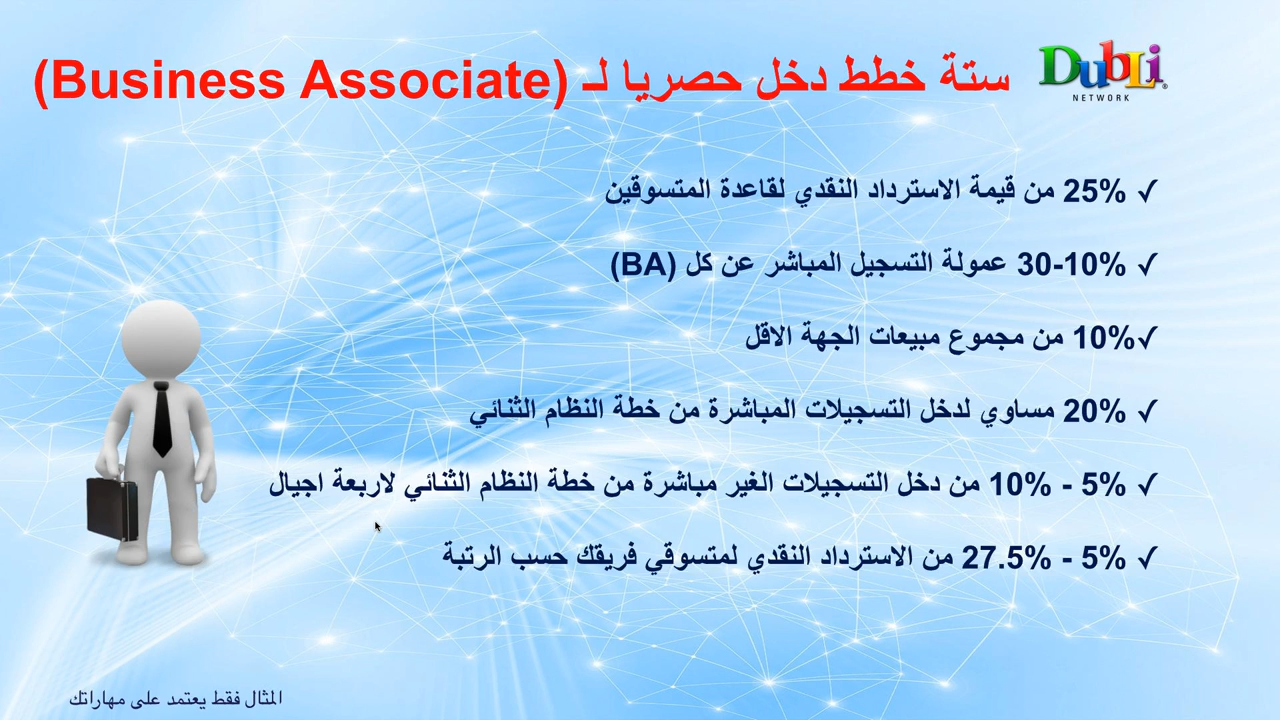 ستة خطط دخل حصريا لـ (Business Associate)
DubLi®
NETWORK
✓ 25% من قيمة الاسترداد النقدي لقاعدة المتسوقين
✓ 30-10% عمولة التسجيل المباشر عن كل (BA)
✓10% من مجموع مبيعات الجهة الاقل
✓ 20% مساوي لدخل التسجيلات المباشرة من خطة النظام الثنائي
✓ 5% - 10% من دخل التسجيلات الغير مباشرة من خطة النظام الثنائي لاربعة اجيال
✓ 5% - 27.5% من الاسترداد النقدي لمتسوقي فريقك حسب الرتبة
المثال فقط يعتمد على مهاراتك